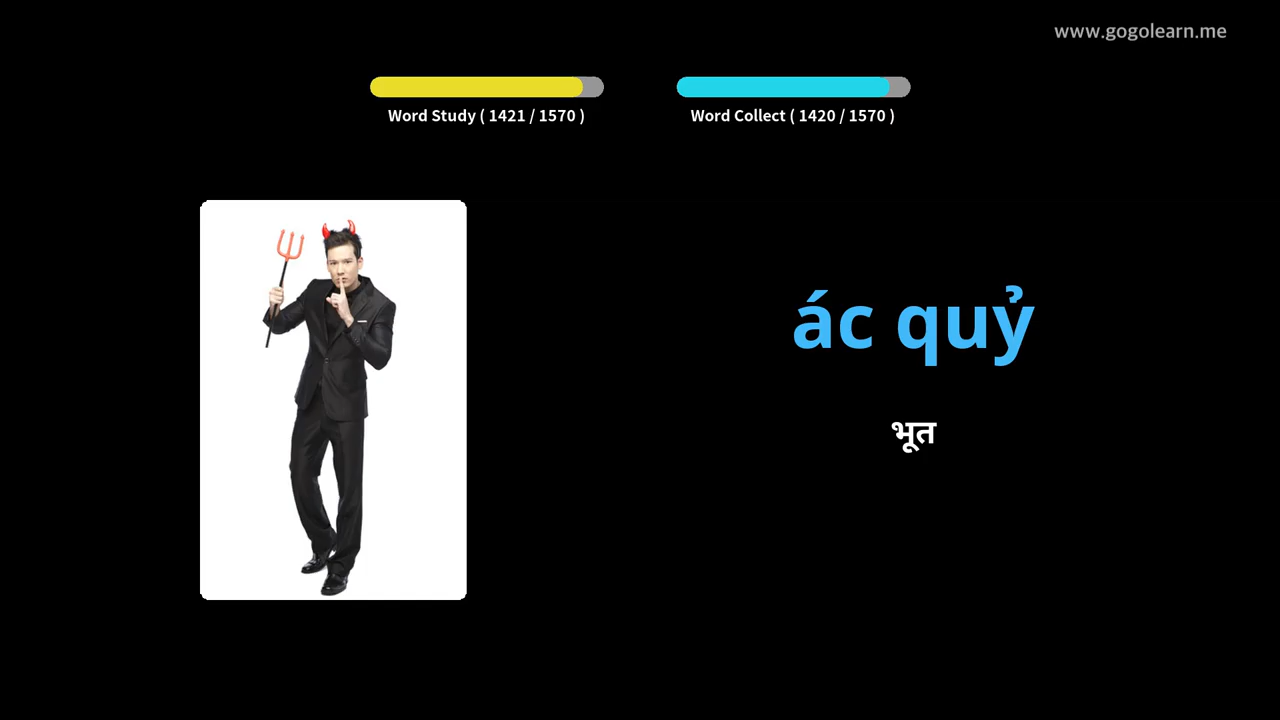 www.gogolearn.me
Word Study ( 1421 / 1570 )
Word Collect ( 1420 / 1570 )
ác quỷ
भूत